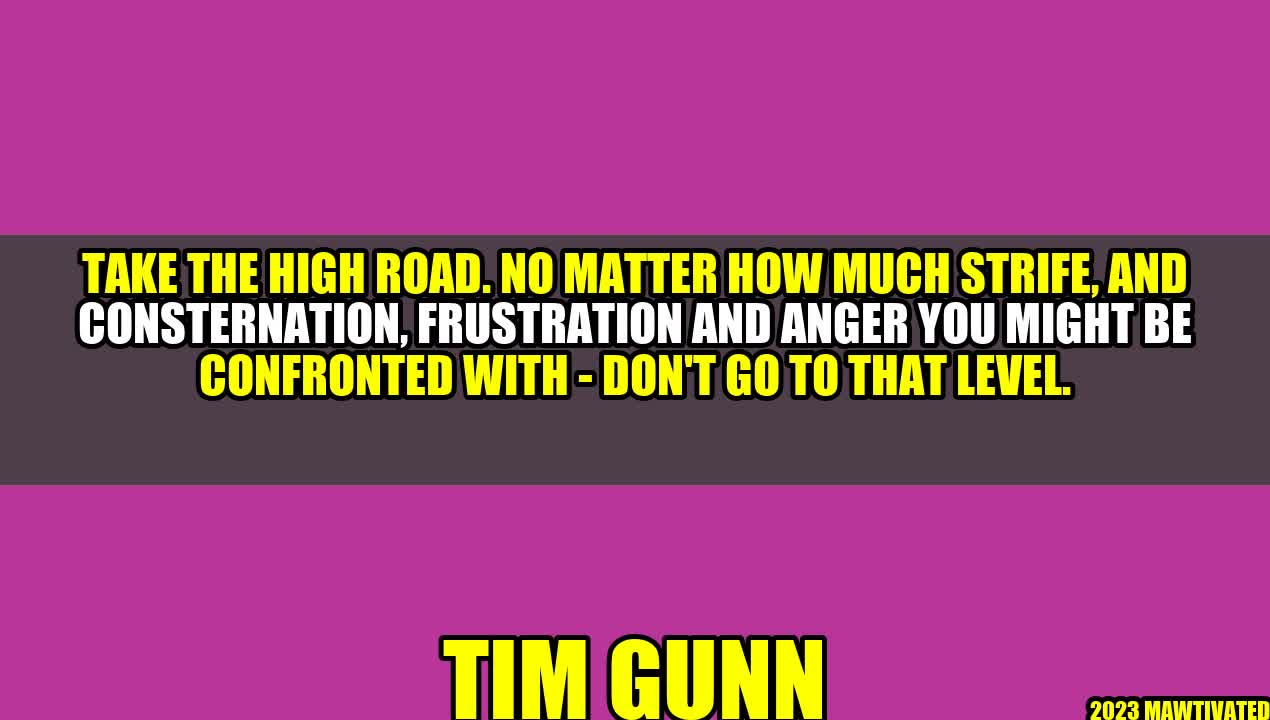 TAKE THE HIGH ROAD. NO MATTER HOW MUCH STRIFE, AND
CONSTERNATION, FRUSTRATION AND ANGER YOU MIGHT BE
CONFRONTED WITH - DON'T GO TO THAT LEVEL.
TIM GUNN
2023 MAWTIVATED